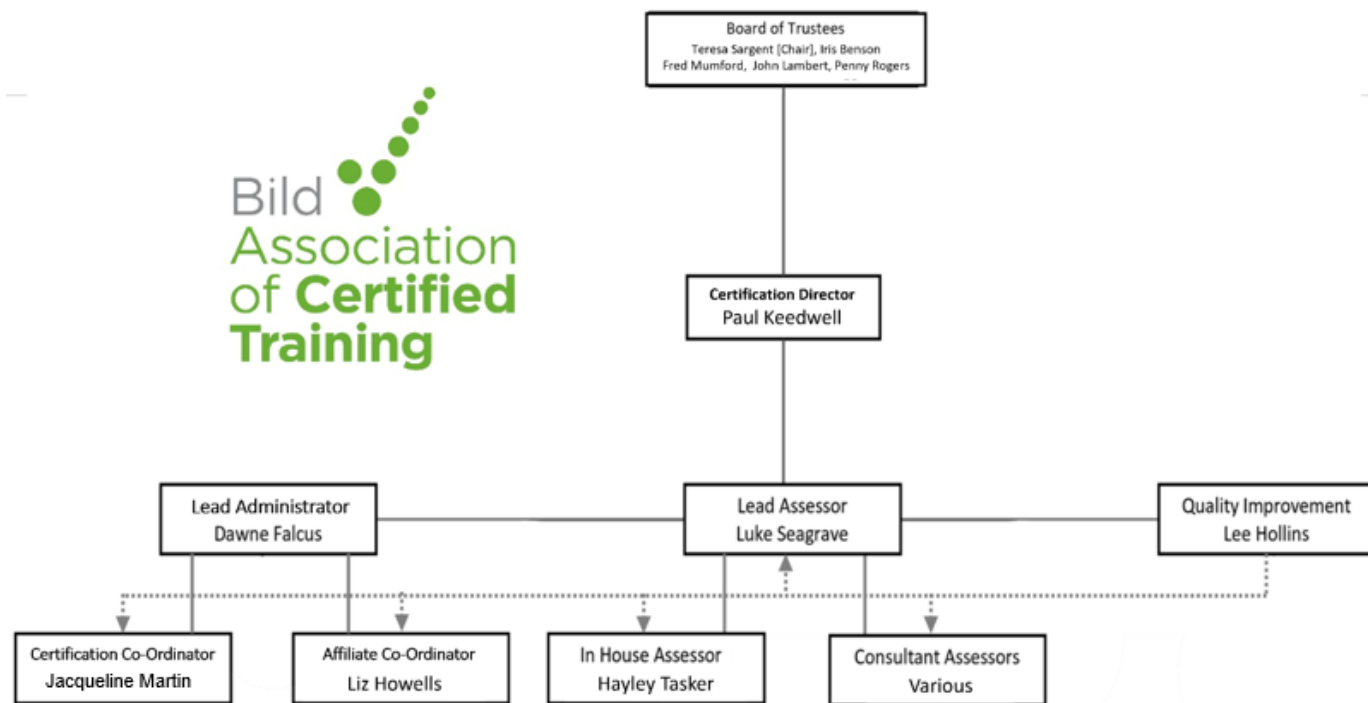 Board of Trustees
Teresa Sargent [Chair], Iris Benson
Fred Mumford, John Lambert, Penny Rogers
Bild
Association
of Certified
Training
Certification Director
Paul Keedwell
Lead Administrator
Dawne Falcus
Lead Assessor
Luke Seagrave
Quality Improvement
Lee Hollins
Certification Co-Ordinator
Jacqueline Martin
Affiliate Co-Ordinator
Liz Howells
In House Assessor
Hayley Tasker
Consultant Assessors
Various